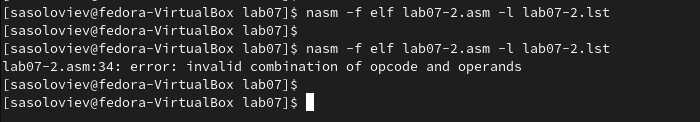 [sasoloviev@fedora-VirtualBox lab07]$ nasm -f elf lab07-2.asm -l lab07-2.lst
[sasoloviev@fedora-VirtualBox lab07]$
[sasoloviev@fedora-VirtualBox lab07]$ nasm -f elf lab07-2.asm -l lab07-2.lst
lab07-2.asm:34: error: invalid combination of opcode and operands
[sasoloviev@fedora-VirtualBox lab07]$
[sasoloviev@fedora-VirtualBox lab07]$